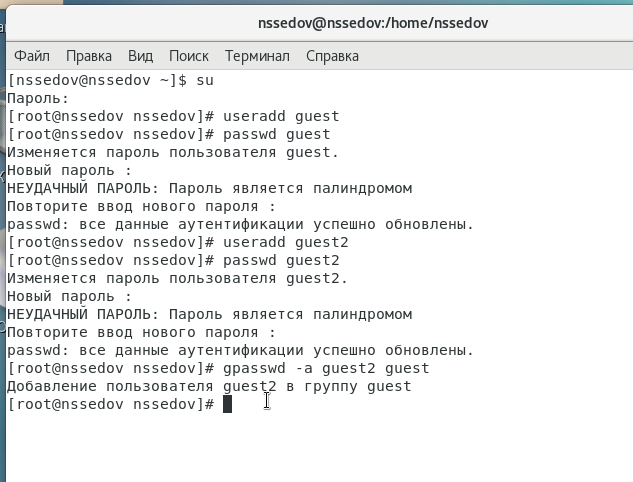 nssedov@nssedov:/home/nssedov
Файл Правка Вид Поиск Терминал Справка
[nssedov@nssedov ~]$ su
Пароль:
[root@nssedov nssedov]# useradd guest
[root@nssedov nssedov]# passwd guest
Изменяется пароль пользователя guest.
Новый пароль :
НЕУДАЧНЫЙ ПАРОЛЬ: Пароль является палиндромом
Повторите ввод нового пароля :
passwd: все данные аутентификации успешно обновлены.
[root@nssedov nssedov]# useradd guest2
[root@nssedov nssedov]# passwd guest2
Изменяется пароль пользователя guest2.
Новый пароль :
НЕУДАЧНЫЙ ПАРОЛЬ: Пароль является палиндромом
Повторите ввод нового пароля :
passwd: все данные аутентификации успешно обновлены.
[root@nssedov nssedov]# gpasswd -a guest2 guest
Добавление пользователя guest2 в группу guest
[root@nssedov nssedov]#